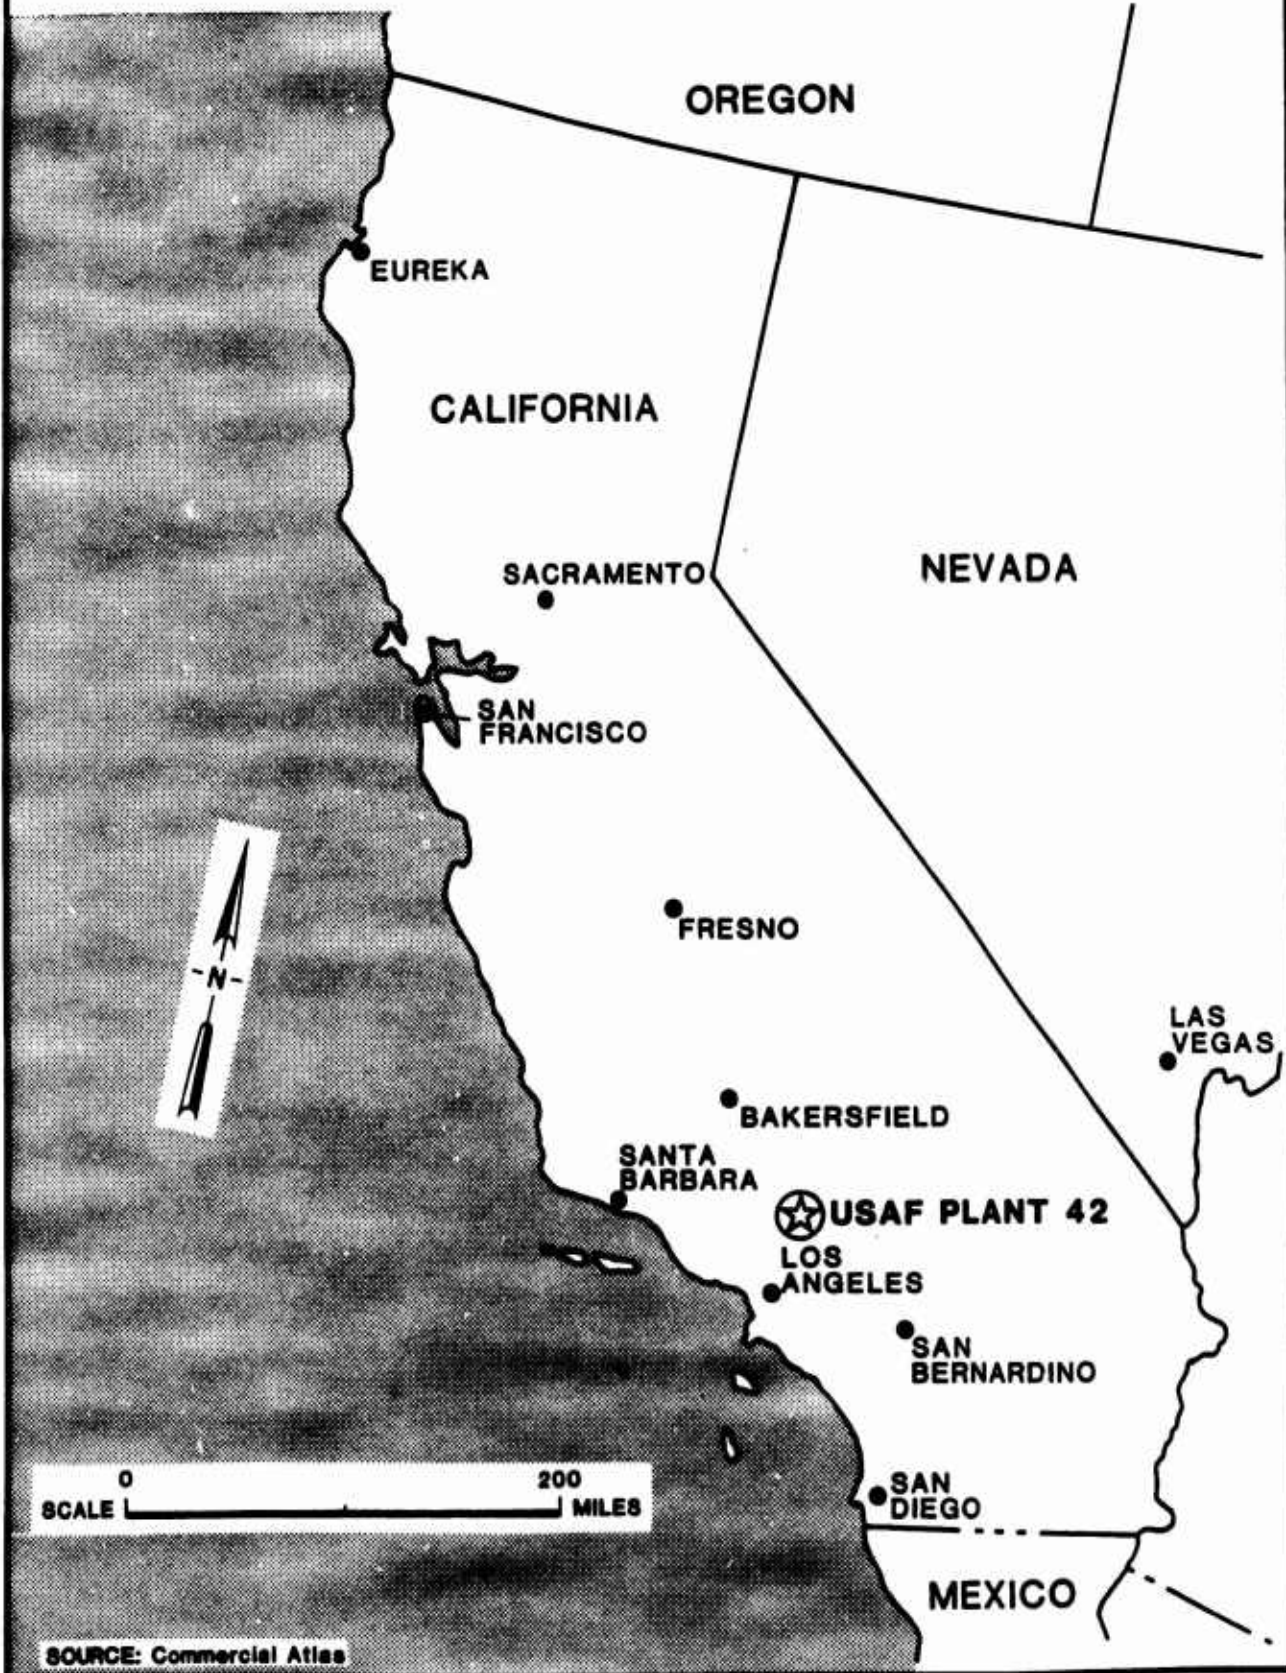 OREGON
EUREKA
CALIFORNIA
SACRAMENTO
NEVADA
SAN
FRANCISCO
N
FRESNO
LAS
VEGAS
BAKERSFIELD
SANTA
BARBARA
USAF PLANT 42
LOS
ANGELES
SAN
BERNARDINO
0 200
SCALE MILES
SAN
DIEGO
MEXICO
SOURCE: Commercial Atlas